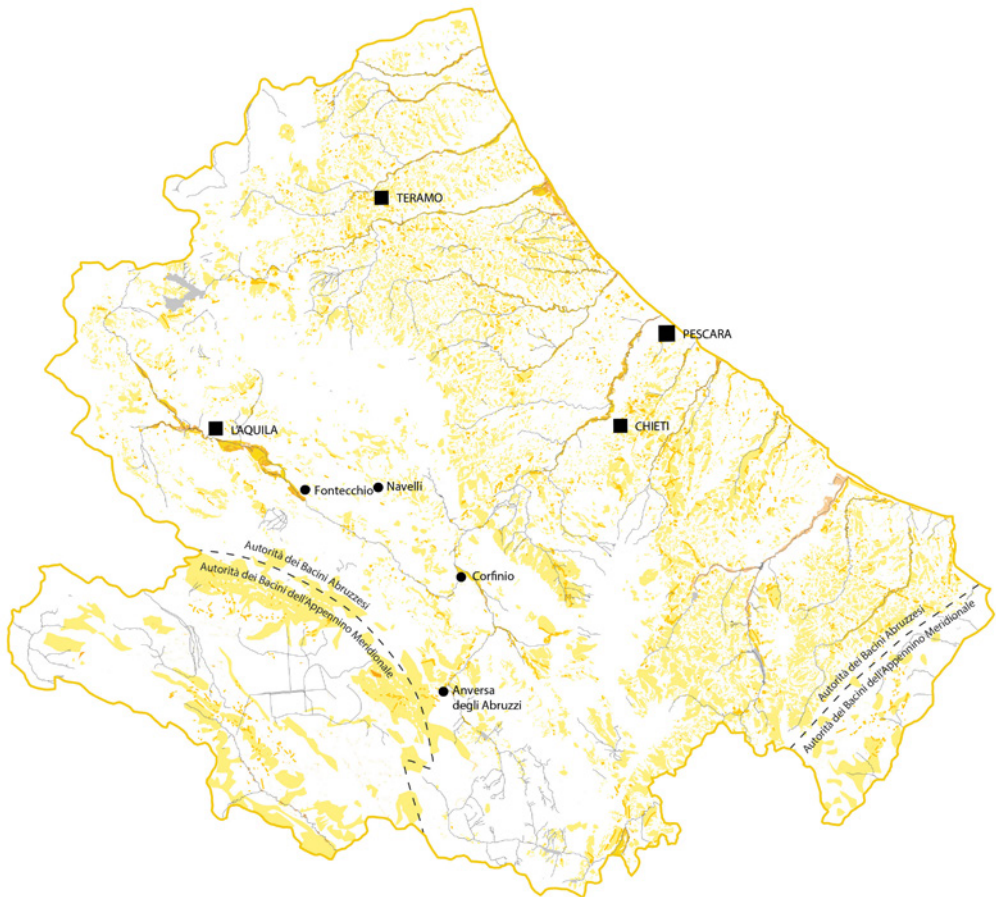 TERAMO
PESCARA
L'AQUILA
CHIETI
Fontecchio
Navelli
Autorità dei Bacini Abruzzesi
Autorità dei Bacini dell'Appennino Meridionale
Corfinio
Autorità dei Bacini Abruzzesi
Autorità dei Bacini dell'Appennino Meridionale
Anversa
degli Abruzzi